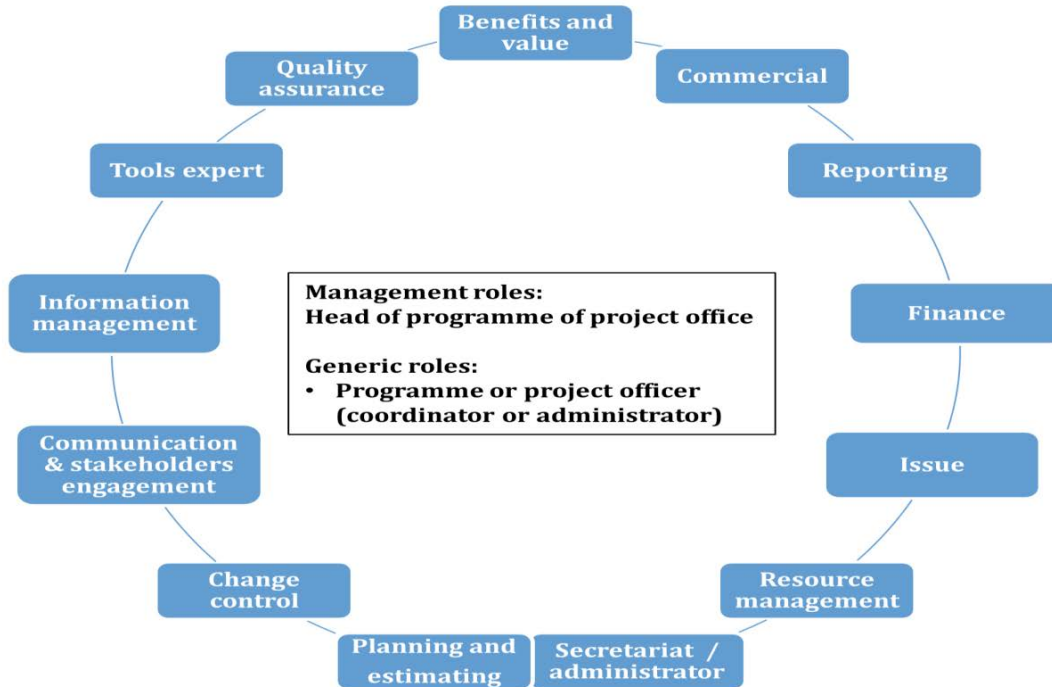 Benefits and
value
Commercial
Reporting
Finance
Issue
Resource
management
Secretariat /
administrator
Planning and
estimating
Change
control
Communication
& stakeholders
engagement
Information
management
Tools expert
Quality
assurance
Management roles:
Head of programme of project office
Generic roles:
• Programme or project officer
(coordinator or administrator)